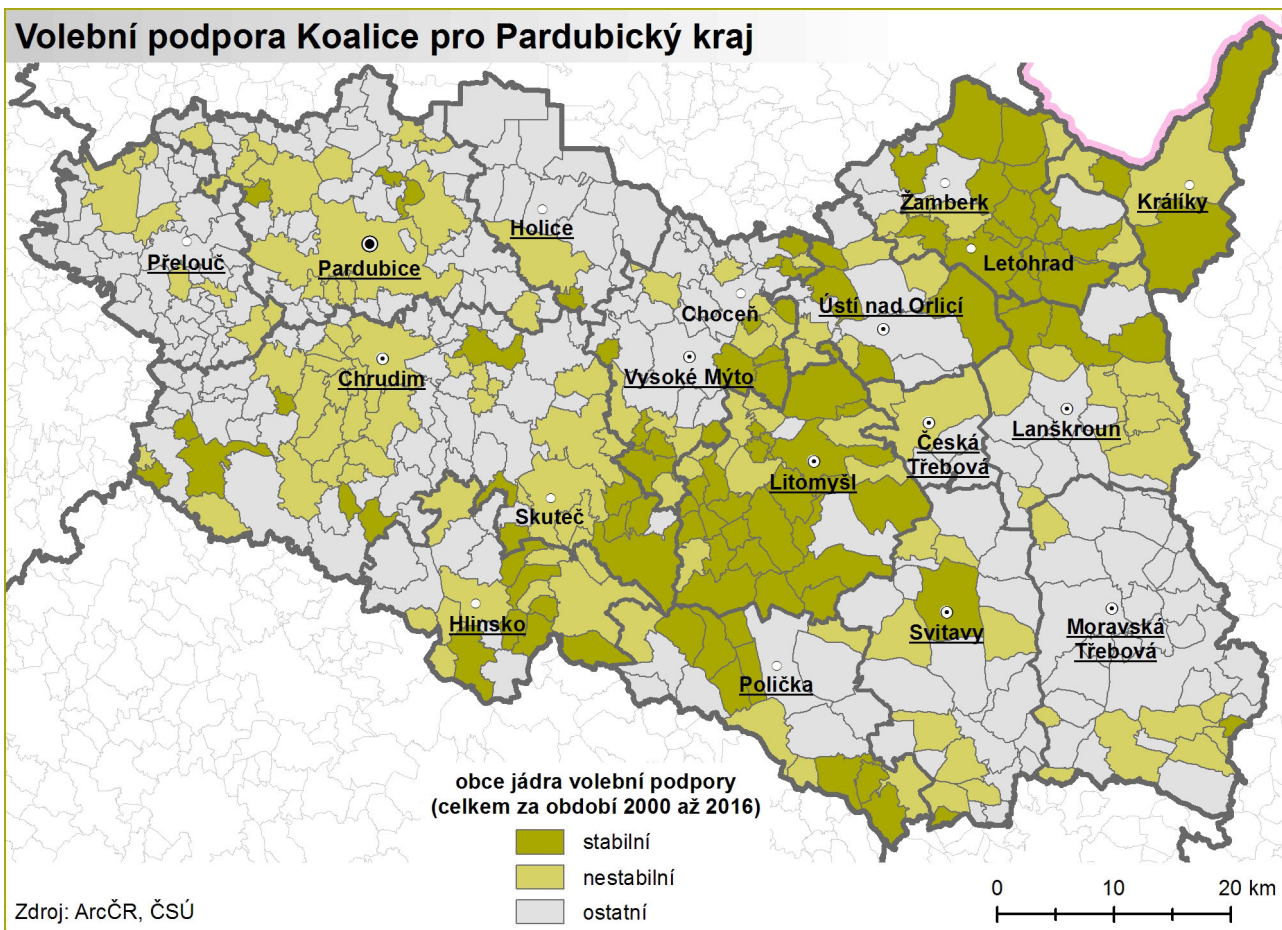 Volební podpora Koalice pro Pardubický kraj
Žamberk
Králíky
Holice
Přelouč
Pardubice
Letohrad
Choceň
Ústí nad Orlicí
Chrudim
Vysoké Mýto
Česká
Třebová
Lanškroun
Litomyšl
Skuteč
Hlinsko
Svitavy
Moravská
Třebová
Polička
obce jádra volební podpory
(celkem za období 2000 až 2016)
stabilní
nestabilní
ostatní
Zdroj: ArcČR, ČSÚ
0 10 20 km